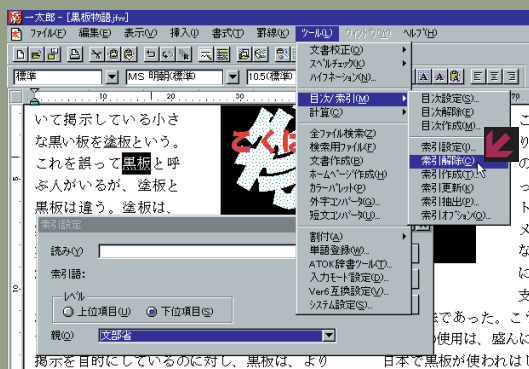 一太郎 - [黒板物語.jfw]
ファイル(F) 編集(E) 表示(V) 挿入(I) 書式(T) 罫線(K) ツール(L) ウィンドウ(W) ヘルプ(H)
標準 MS 明朝(標準) 10.5(標準)
10 20 30 70
いて掲示している小さ
な黒い板を塗板という。
これを誤って黒板と呼
ぶ人がいるが、塗板と
黒板は違う。塗板は、
こくば
文書校正(O)
スペルチェック(X)
ハイフネーション(N)...
目次/索引(M)
計算(C)
全ファイル検索(Z)
検索用ファイル(F)
文書作成(B)
ホームページ作成(H)
カラーパレット(P)
外字コンバータ(G)...
短文コンバータ(U)...
割付(A)
単語登録(W)...
ATOK辞書ツール(T)...
入力モード設定(D)...
Ver6互換設定(V)...
システム設定(S)...
目次設定(S)...
目次解除(E)
目次作成(M)...
索引設定(I)...
索引解除(C)
索引作成(T)...
索引更新(K)
索引抽出(P)...
索引オプション(O)...
索引設定
読み(Y)
索引語:
レベル
上位項目(U) 下位項目(S)
親(O) 文部省
であった。こう
の使用は、盛んに
掲示を目的にしているのに対し、黒板は、より
日本で黒板が使われはじ